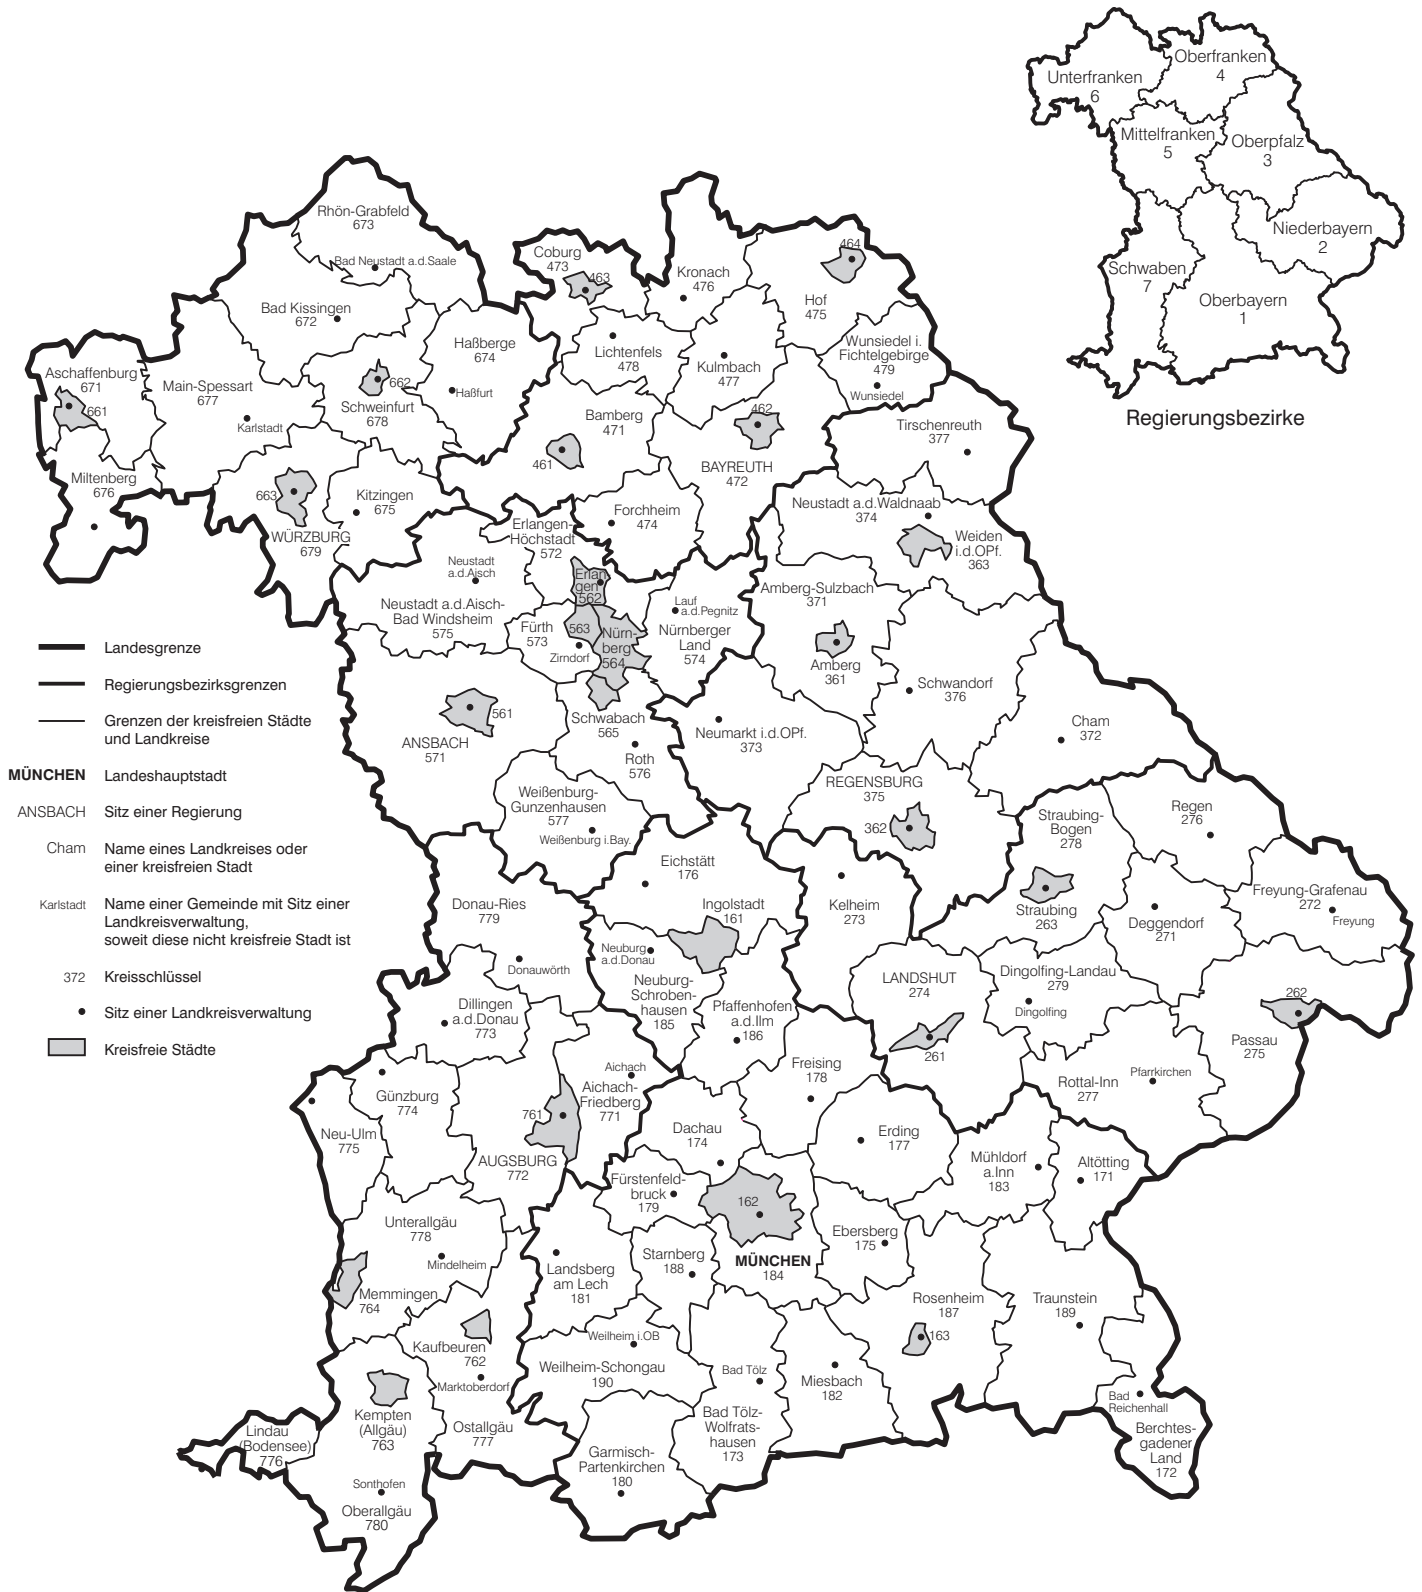 Unterfranken
6
Oberfranken
4
Mittelfranken
5
Oberpfalz
3
Niederbayern
2
Schwaben
7
Oberbayern
1
Regierungsbezirke
Rhön-Grabfeld
673
Bad Neustadt a.d.Saale
Coburg
473
463
Kronach
476
464
Hof
475
Bad Kissingen
672
Haßberge
674
Haßfurt
Lichtenfels
478
Kulmbach
477
Wunsiedel i.
Fichtelgebirge
479
Wunsiedel
Aschaffenburg
671
661
Main-Spessart
677
Karlstadt
662
Schweinfurt
678
Bamberg
471
461
462
BAYREUTH
472
Tirschenreuth
377
Miltenberg
676
663
WÜRZBURG
679
Kitzingen
675
Forchheim
474
Erlangen-
Höchstadt
572
Neustadt a.d.Waldnaab
374
Weiden
i.d.OPf.
363
Neustadt
a.d.Aisch
Neustadt a.d.Aisch-
Bad Windsheim
575
Erlan-
gen
562
Fürth
573
563
Zirndorf
Nürn-
berg
564
Lauf
a.d.Pegnitz
Nürnberger
Land
574
Amberg-Sulzbach
371
Amberg
361
Schwandorf
376
Cham
372
561
ANSBACH
571
Schwabach
565
Roth
576
Neumarkt i.d.OPf.
373
Weißenburg-
Gunzenhausen
577
Weißenburg i.Bay.
REGENSBURG
375
362
Straubing-
Bogen
278
Regen
276
Landesgrenze
Regierungsbezirksgrenzen
Grenzen der kreisfreien Städte
und Landkreise
MÜNCHEN Landeshauptstadt
ANSBACH Sitz einer Regierung
Cham Name eines Landkreises oder
einer kreisfreien Stadt
Karlstadt Name einer Gemeinde mit Sitz einer
Landkreisverwaltung,
soweit diese nicht kreisfreie Stadt ist
372 Kreisschlüssel
Sitz einer Landkreisverwaltung
Kreisfreie Städte
Eichstätt
176
Ingolstadt
161
Kelheim
273
Straubing
263
Deggendorf
271
Freyung-Grafenau
272
Freyung
Donau-Ries
779
Donauwörth
Neuburg
a.d.Donau
Neuburg-
Schroben-
hausen
185
Pfaffenhofen
a.d.Ilm
186
LANDSHUT
274
261
Dingolfing-Landau
279
Dingolfing
262
Passau
275
Dillingen
a.d.Donau
773
Freising
178
Rottal-Inn
277
Pfarrkirchen
Günzburg
774
Neu-Ulm
775
Aichach
Aichach-
Friedberg
771
761
AUGSBURG
772
Dachau
174
Erding
177
Mühldorf
a.Inn
183
Altötting
171
Fürstenfeld-
bruck
179
162
MÜNCHEN
184
Ebersberg
175
Unterallgäu
778
Mindelheim
Memmingen
764
Landsberg
am Lech
181
Starnberg
188
Rosenheim
187
163
Traunstein
189
Kaufbeuren
762
Marktoberdorf
Weilheim i.OB
Weilheim-Schongau
190
Bad Tölz
Bad Tölz-
Wolfrats-
hausen
173
Miesbach
182
Bad
Reichenhall
Berchtes-
gadener
Land
172
Kempten
(Allgäu)
763
Ostallgäu
777
Lindau
(Bodensee)
776
Garmisch-
Partenkirchen
180
Sonthofen
Oberallgäu
780